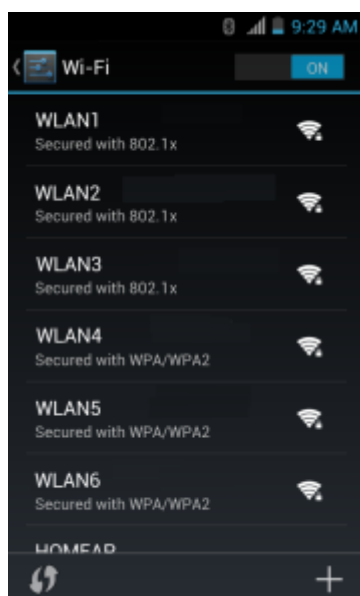 9:29 AM
Wi-Fi
ON
WLAN1
Secured with 802.1x
WLAN2
Secured with 802.1x
WLAN3
Secured with 802.1x
WLAN4
Secured with WPA/WPA2
WLAN5
Secured with WPA/WPA2
WLAN6
Secured with WPA/WPA2